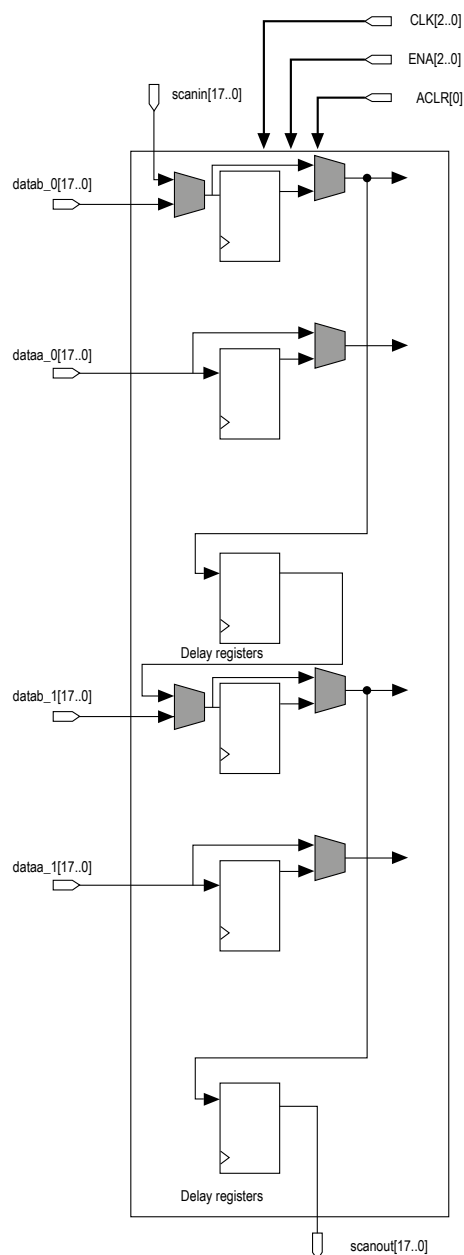 CLK[2..0]
ENA[2..0]
scanin[17..0]
ACLR[0]
datab_0[17..0]
dataa_0[17..0]
Delay registers
datab_1[17..0]
dataa_1[17..0]
Delay registers
scanout[17..0]